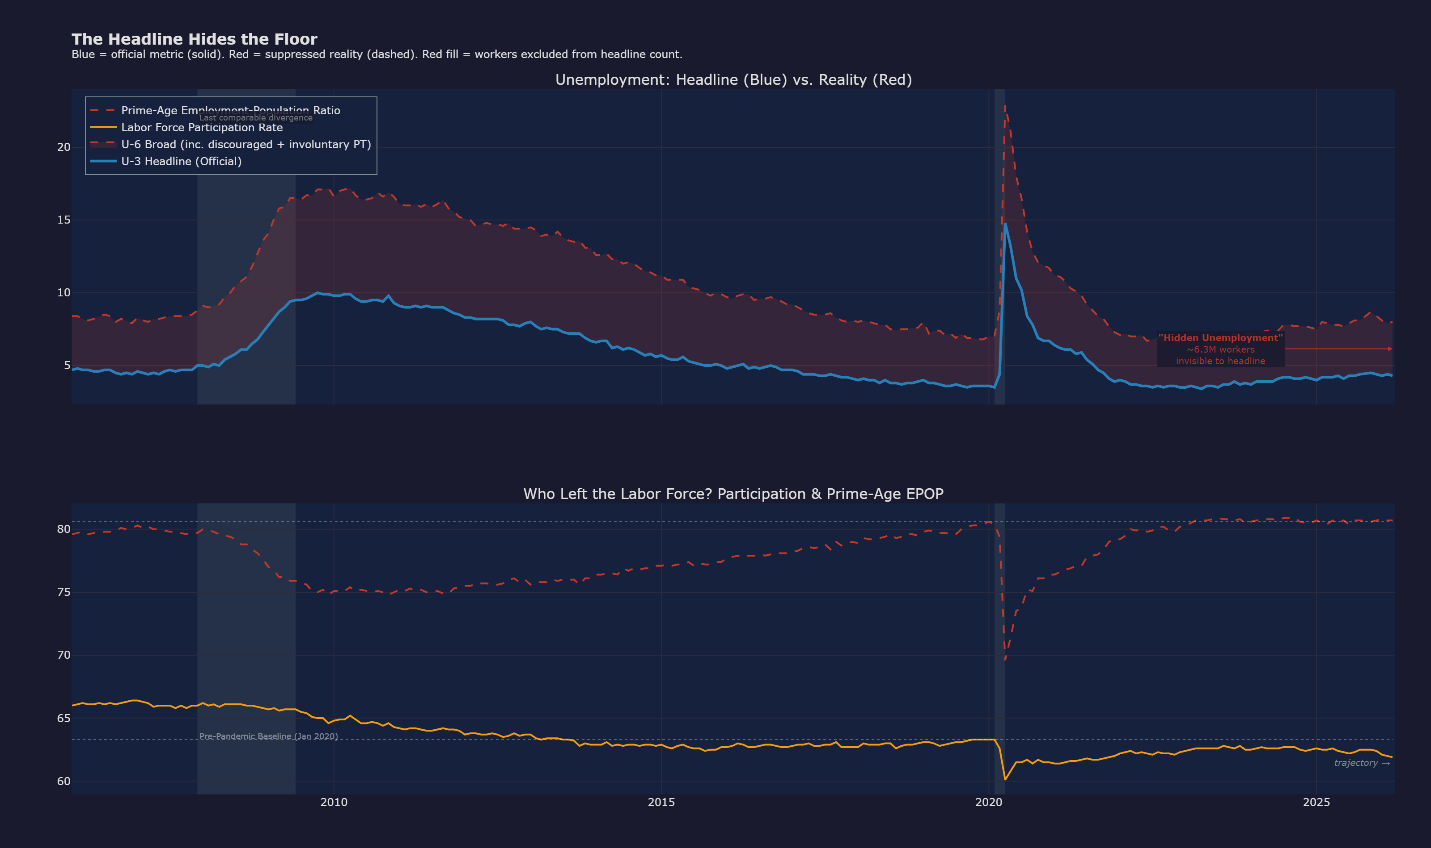 The Headline Hides the Floor
Blue = official metric (solid). Red = suppressed reality (dashed). Red fill = workers excluded from headline count.
Unemployment: Headline (Blue) vs. Reality (Red)
Prime-Age Employment-Population Ratio
Last comparable divergence
Labor Force Participation Rate
U-6 Broad (inc. discouraged + involuntary PT)
U-3 Headline (Official)
20
15
10
5
"Hidden Unemployment"
~6.3M workers
invisible to headline
Who Left the Labor Force? Participation & Prime-Age EPOP
80
75
70
65
60
Pre-Pandemic Baseline (Jan 2020)
trajectory →
2010
2015
2020
2025